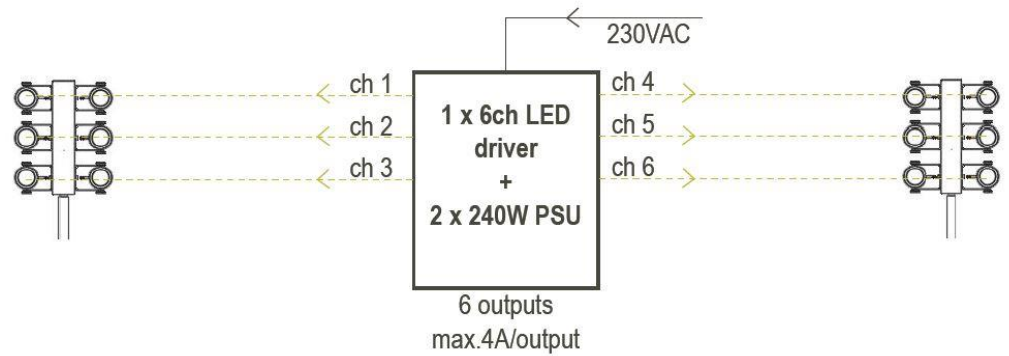 230VAC
ch 1
ch 2
ch 3
1 x 6ch LED
driver
+
2 x 240W PSU
ch 4
ch 5
ch 6
6 outputs
max.4A/output